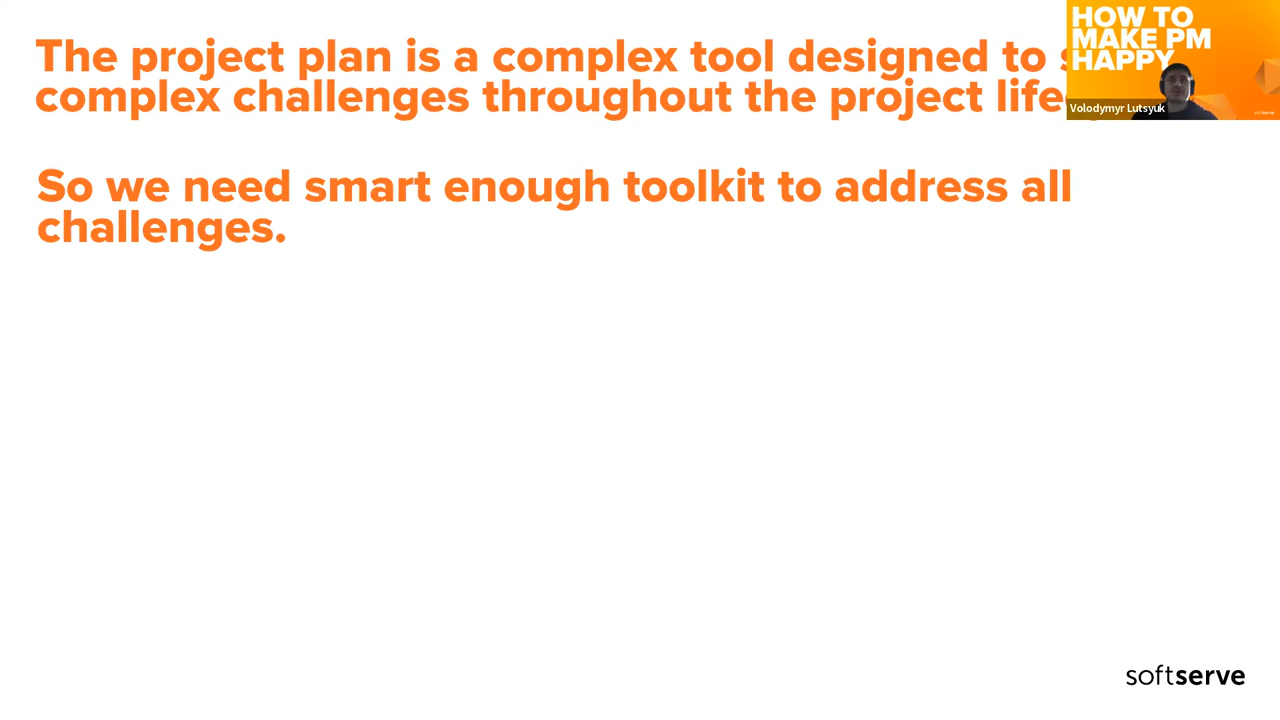 The project plan is a complex tool designed to
complex challenges throughout the project
So we need smart enough toolkit to address all
challenges.
HOW TO
MAKE PM
HAPPY
Volodymyr Lutsyuk
softserve
softserve